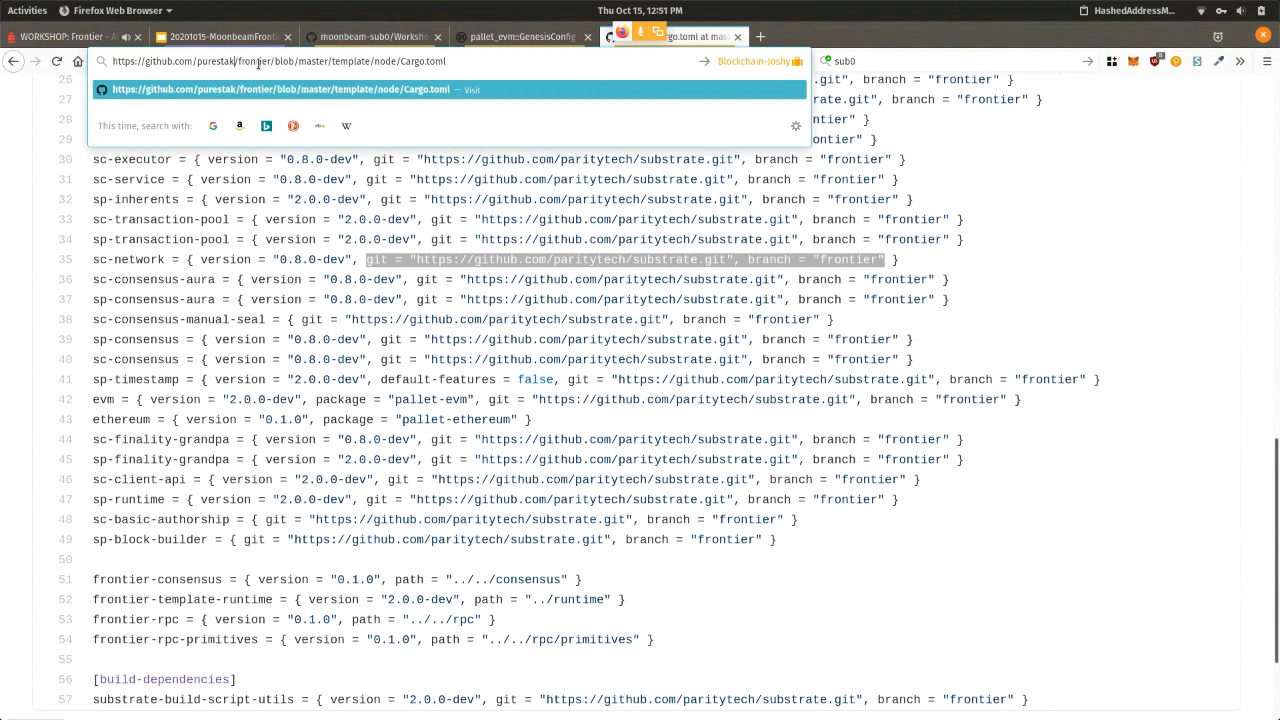 Activities
Firefox Web Browser
Thu Oct 15, 12:51 PM
HashedAddressM…
WORKSHOP: Frontier - A
20201015-MoonbeamFronti
moonbeam-sub0/Worksho
pallet_evm::GenesisConfig
rgo.toml at mast
https://github.com/purestak/frontier/blob/master/template/node/Cargo.toml
Blockchain-Joshy
sub0
https://github.com/purestak/frontier/blob/master/template/node/Cargo.toml — Visit
This time, search with:
26 .git", branch = "frontier" }
27 rate.git", branch = "frontier" }
28 ntier" }
29 ontier" }
30 sc-executor = { version = "0.8.0-dev", git = "https://github.com/paritytech/substrate.git", branch = "frontier" }
31 sc-service = { version = "0.8.0-dev", git = "https://github.com/paritytech/substrate.git", branch = "frontier" }
32 sp-inherents = { version = "2.0.0-dev", git = "https://github.com/paritytech/substrate.git", branch = "frontier" }
33 sc-transaction-pool = { version = "2.0.0-dev", git = "https://github.com/paritytech/substrate.git", branch = "frontier" }
34 sp-transaction-pool = { version = "2.0.0-dev", git = "https://github.com/paritytech/substrate.git", branch = "frontier" }
35 sc-network = { version = "0.8.0-dev", git = "https://github.com/paritytech/substrate.git", branch = "frontier" }
36 sc-consensus-aura = { version = "0.8.0-dev", git = "https://github.com/paritytech/substrate.git", branch = "frontier" }
37 sp-consensus-aura = { version = "0.8.0-dev", git = "https://github.com/paritytech/substrate.git", branch = "frontier" }
38 sc-consensus-manual-seal = { git = "https://github.com/paritytech/substrate.git", branch = "frontier" }
39 sp-consensus = { version = "0.8.0-dev", git = "https://github.com/paritytech/substrate.git", branch = "frontier" }
40 sc-consensus = { version = "0.8.0-dev", git = "https://github.com/paritytech/substrate.git", branch = "frontier" }
41 sp-timestamp = { version = "2.0.0-dev", default-features = false, git = "https://github.com/paritytech/substrate.git", branch = "frontier" }
42 evm = { version = "2.0.0-dev", package = "pallet-evm", git = "https://github.com/paritytech/substrate.git", branch = "frontier" }
43 ethereum = { version = "0.1.0", package = "pallet-ethereum" }
44 sc-finality-grandpa = { version = "0.8.0-dev", git = "https://github.com/paritytech/substrate.git", branch = "frontier" }
45 sp-finality-grandpa = { version = "2.0.0-dev", git = "https://github.com/paritytech/substrate.git", branch = "frontier" }
46 sc-client-api = { version = "2.0.0-dev", git = "https://github.com/paritytech/substrate.git", branch = "frontier" }
47 sp-runtime = { version = "2.0.0-dev", git = "https://github.com/paritytech/substrate.git", branch = "frontier" }
48 sc-basic-authorship = { git = "https://github.com/paritytech/substrate.git", branch = "frontier" }
49 sp-block-builder = { git = "https://github.com/paritytech/substrate.git", branch = "frontier" }
50
51 frontier-consensus = { version = "0.1.0", path = "../../consensus" }
52 frontier-template-runtime = { version = "2.0.0-dev", path = "../runtime" }
53 frontier-rpc = { version = "0.1.0", path = "../../rpc" }
54 frontier-rpc-primitives = { version = "0.1.0", path = "../../rpc/primitives" }
55
56 [build-dependencies]
57 substrate-build-script-utils = { version = "2.0.0-dev", git = "https://github.com/paritytech/substrate.git", branch = "frontier" }